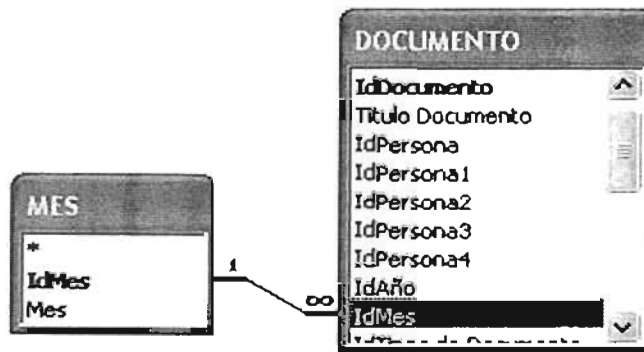 DOCUMENTO
IdDocumento
Titulo Documento
IdPersona
IdPersona1
IdPersona2
IdPersona3
IdPersona4
IdAño
IdMes
MES
*
IdMes
Mes
1
∞